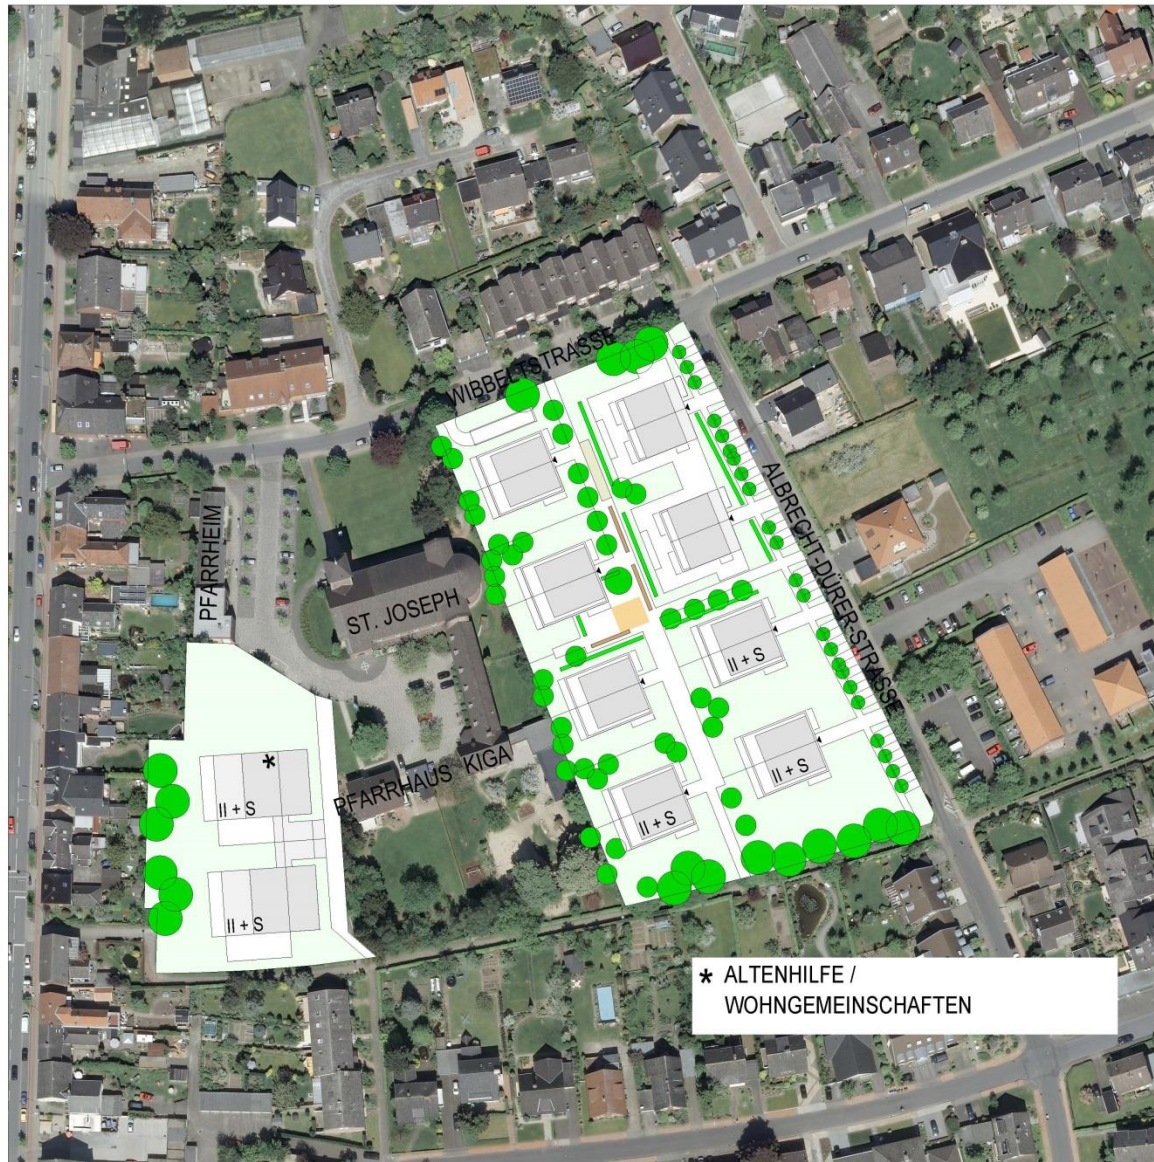 WIBBELTSTRASSE
ALBRECHT-DÜRER-STRASSE
PFARRHEIM
ST. JOSEPH
II + S
II + S
PFARRHAUS KIGA
II + S
II + S
II + S
* ALTENHILFE /
WOHNGEMEINSCHAFTEN